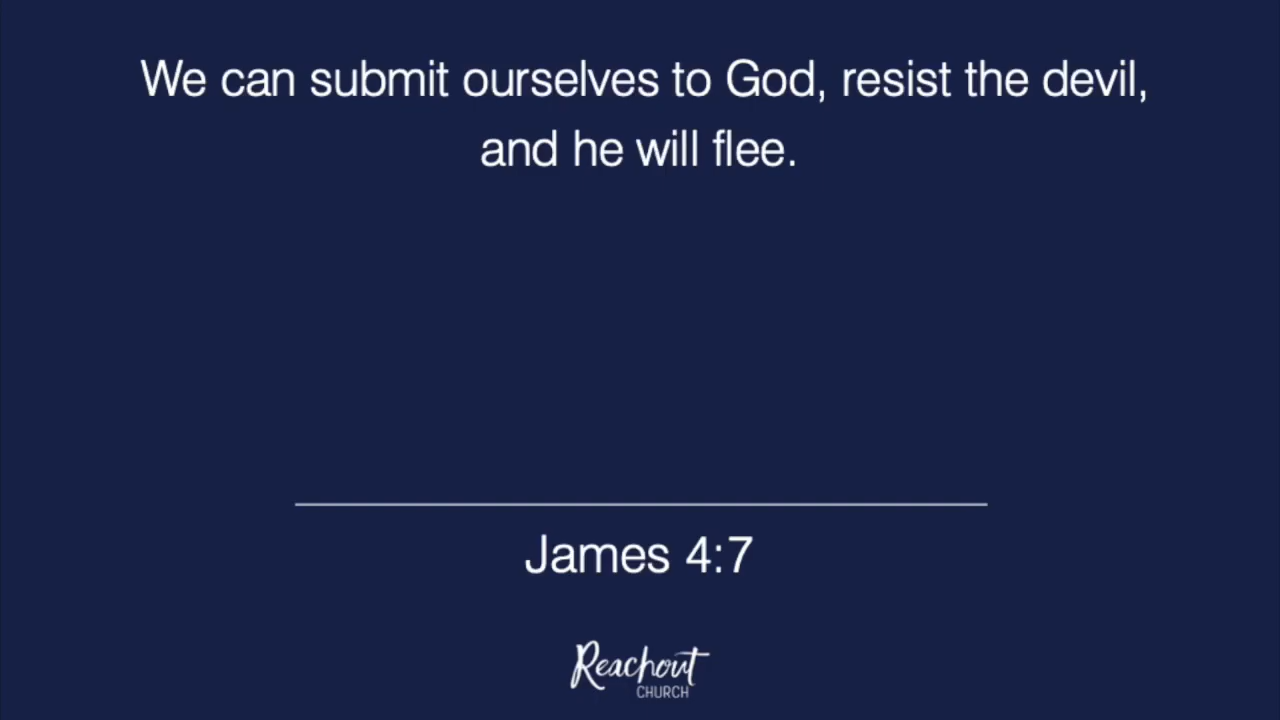 We can submit ourselves to God, resist the devil,
and he will flee.
James 4:7
Reachout
CHURCH